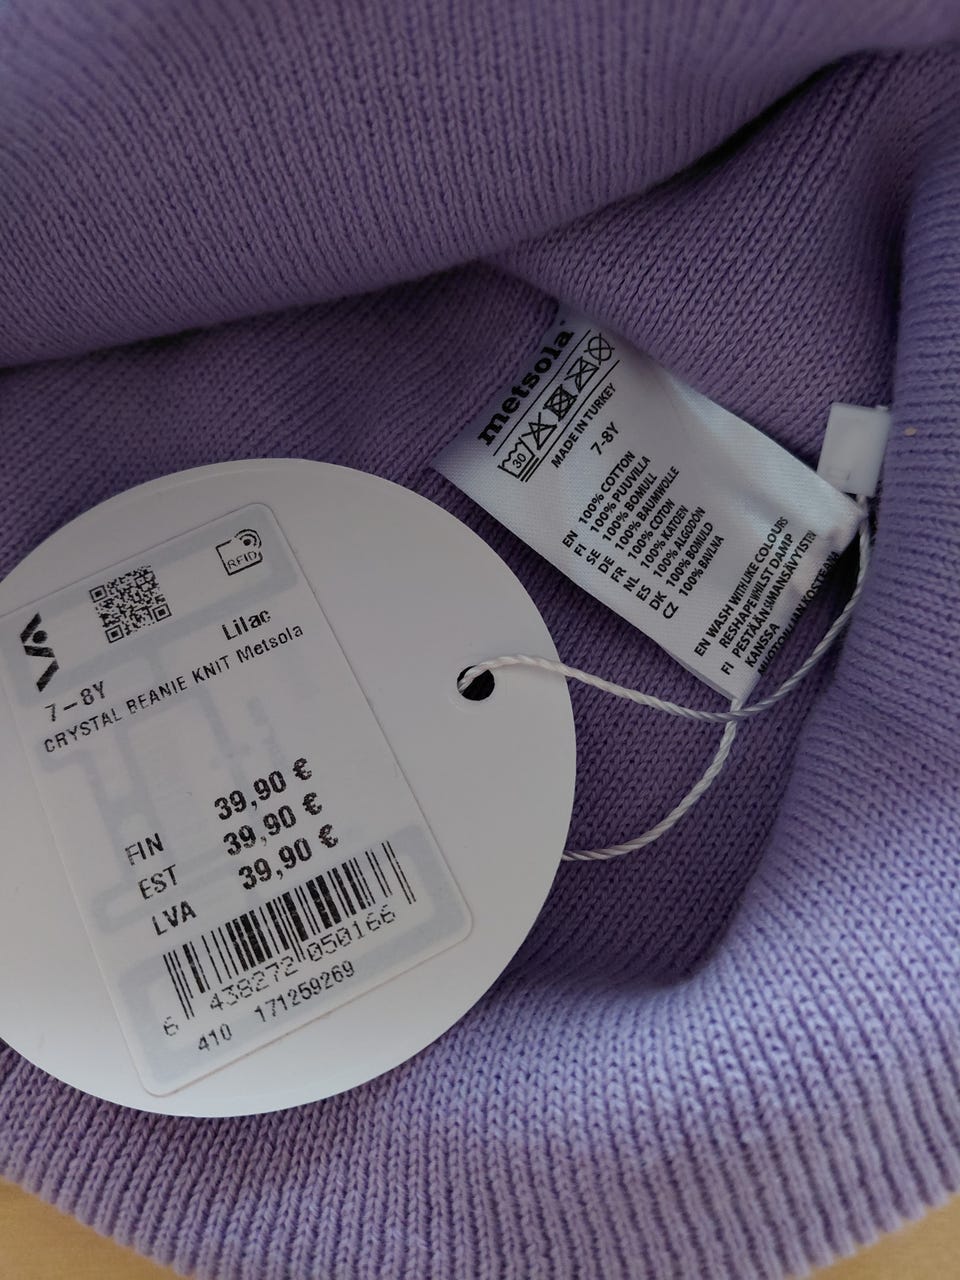 RFID
Lilac
7-8Y
CRYSTAL BEANIE KNIT Metsola
39,90 €
FIN 39,90 €
EST 39,90 €
LVA
6 438272 050166
410 171259269
metsola
30
MADE IN TURKEY
7-8Y
EN 100% COTTON
FI 100% PUUVILLA
SE 100% BOMULL
DE 100% BAUMWOLLE
FR 100% COTON
NL 100% KATOEN
ES 100% ALGODÓN
DK 100% BOMULD
CZ 100% BAVLNA
EN WASH WITH LIKE COLOURS
RESHAPE WHILST DAMP
FI PESTÄÄN SAMANSÄVYISTEN
KANSSA
MUOTOILLAAN KOSTEANA